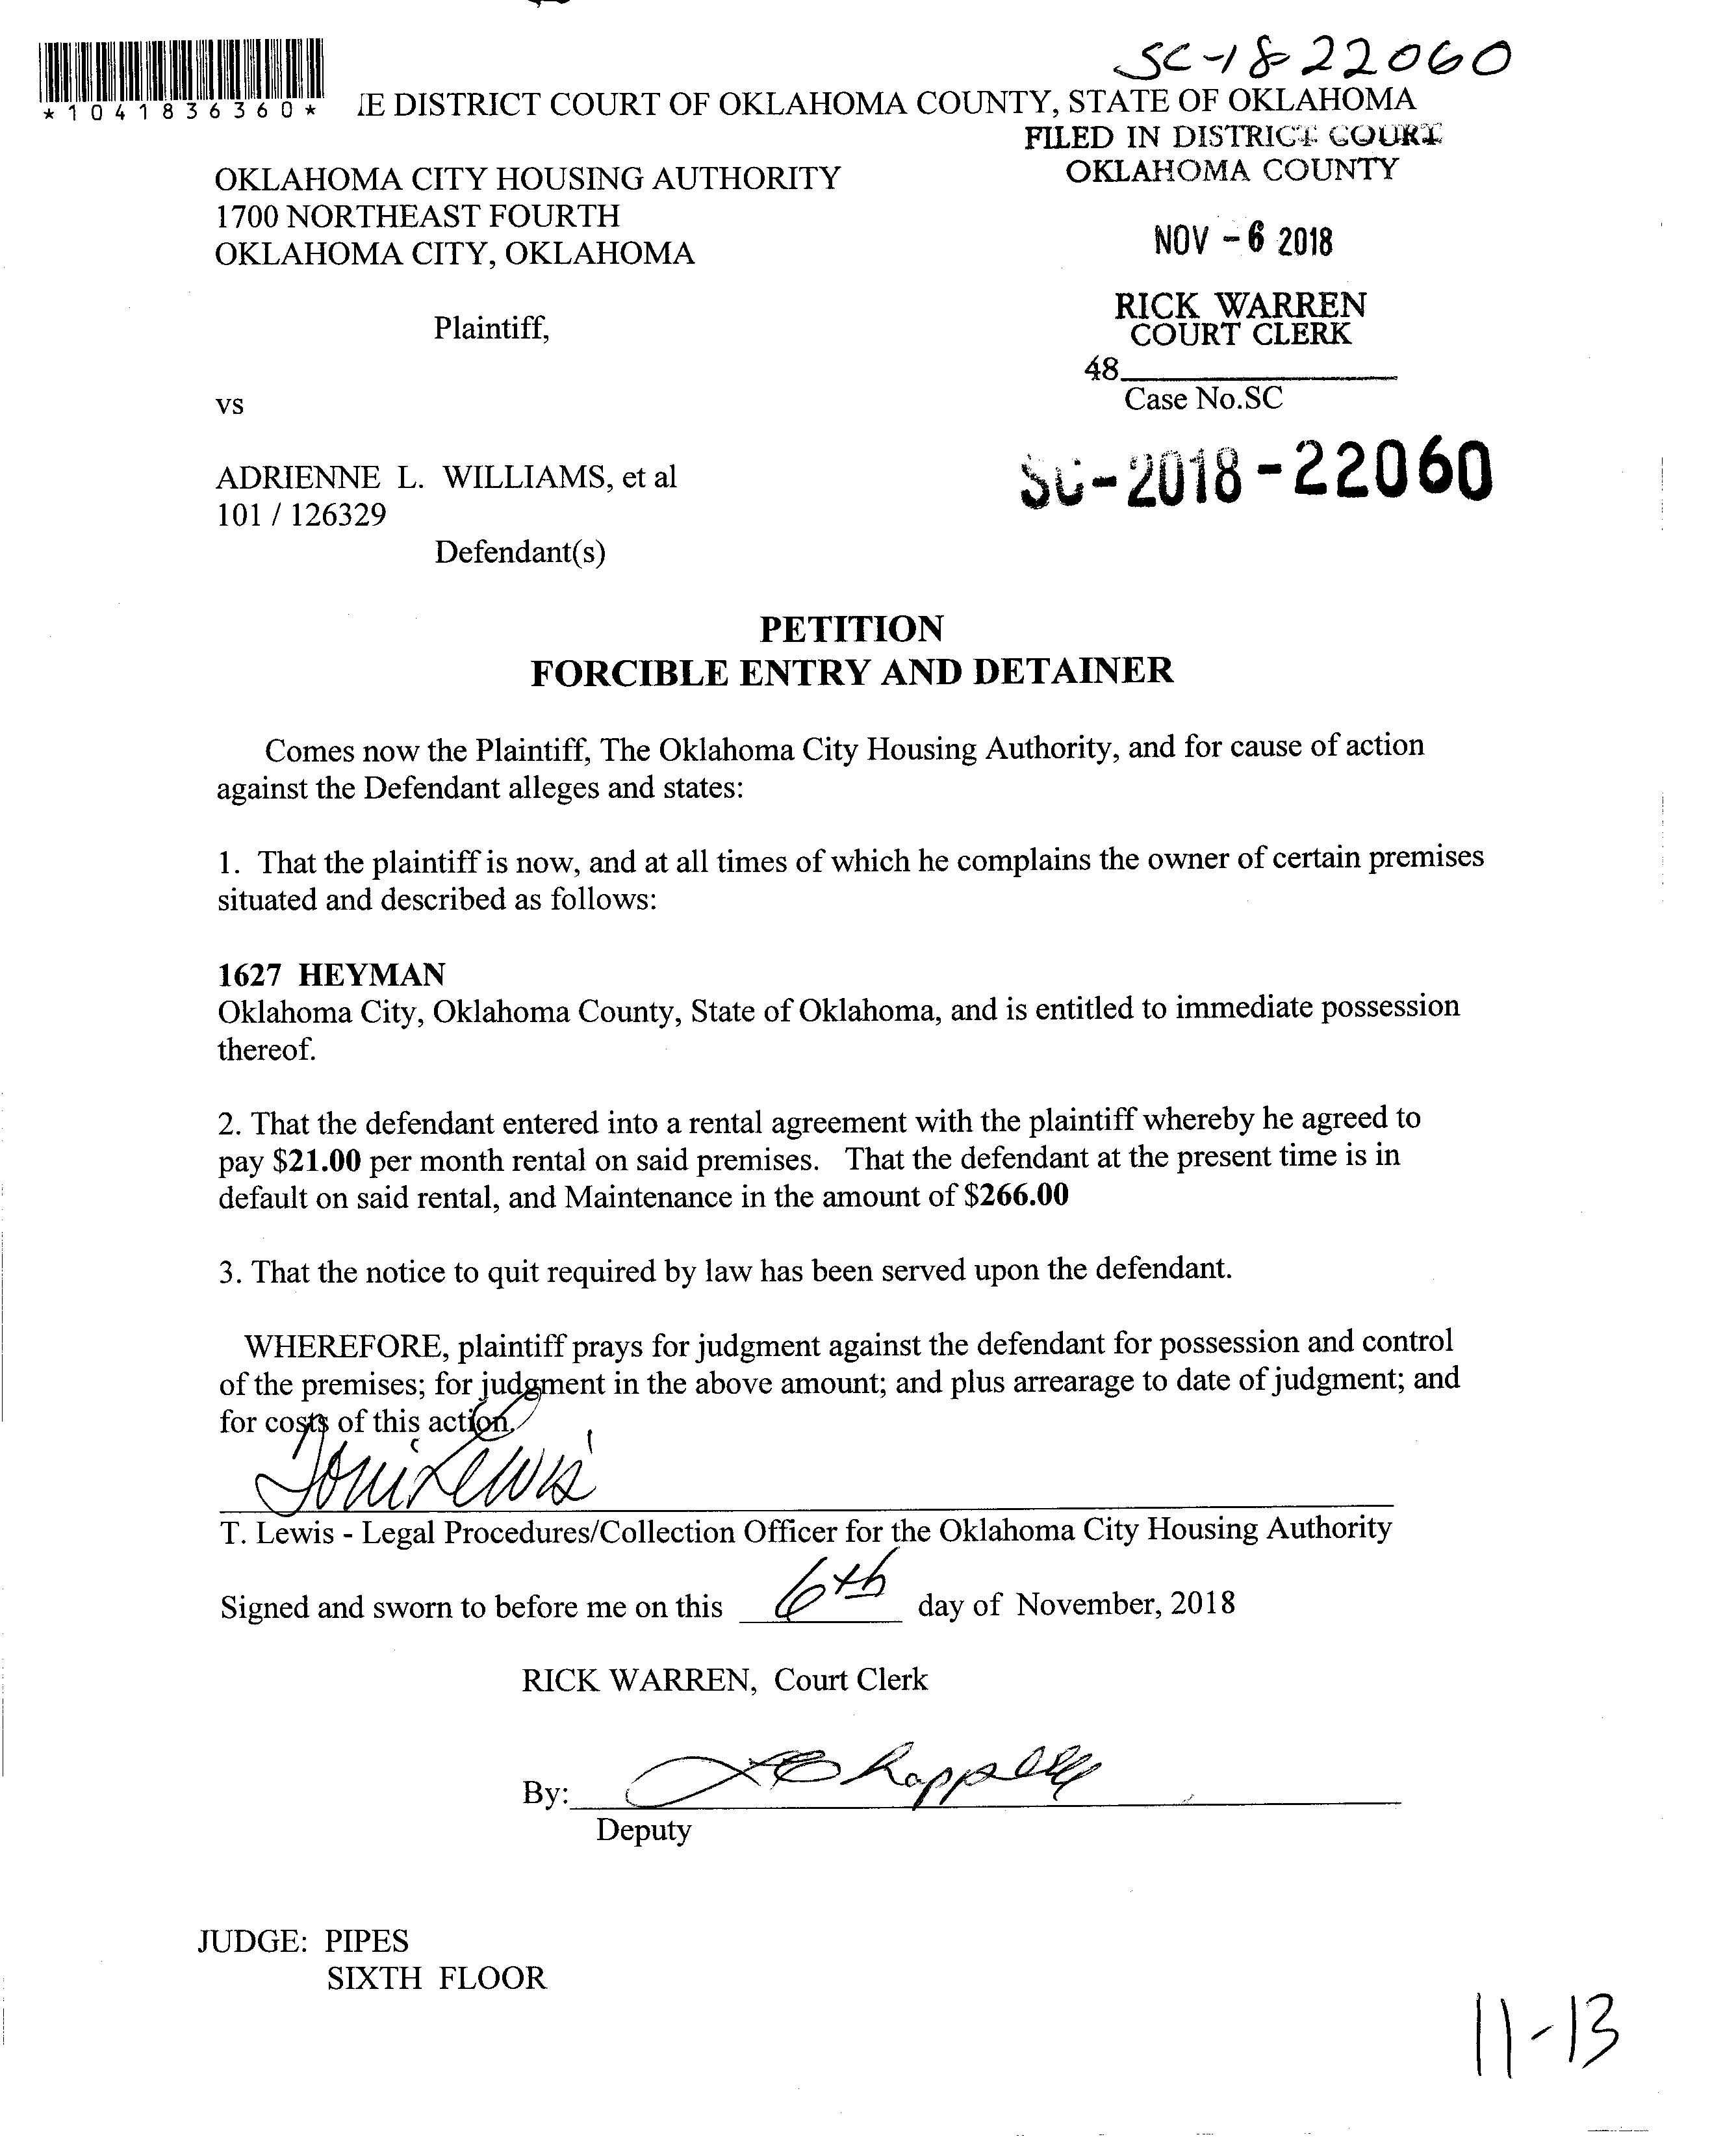 SC-18-22060
*1041836360*
E DISTRICT COURT OF OKLAHOMA COUNTY, STATE OF OKLAHOMA
FILED IN DISTRICT COURT
OKLAHOMA COUNTY
OKLAHOMA CITY HOUSING AUTHORITY
1700 NORTHEAST FOURTH
OKLAHOMA CITY, OKLAHOMA
NOV - 6 2018
RICK WARREN
COURT CLERK
Plaintiff,
48
Case No.SC
vs
SC-2018-22060
ADRIENNE L. WILLIAMS, et al
101 / 126329
Defendant(s)
PETITION
FORCIBLE ENTRY AND DETAINER
Comes now the Plaintiff, The Oklahoma City Housing Authority, and for cause of action
against the Defendant alleges and states:
1. That the plaintiff is now, and at all times of which he complains the owner of certain premises
situated and described as follows:
1627 HEYMAN
Oklahoma City, Oklahoma County, State of Oklahoma, and is entitled to immediate possession
thereof.
2. That the defendant entered into a rental agreement with the plaintiff whereby he agreed to
pay $21.00 per month rental on said premises. That the defendant at the present time is in
default on said rental, and Maintenance in the amount of $266.00
3. That the notice to quit required by law has been served upon the defendant.
WHEREFORE, plaintiff prays for judgment against the defendant for possession and control
of the premises; for judgment in the above amount; and plus arrearage to date of judgment; and
for costs of this action.
Toni Lewis
T. Lewis - Legal Procedures/Collection Officer for the Oklahoma City Housing Authority
Signed and sworn to before me on this 6th day of November, 2018
RICK WARREN, Court Clerk
By:
Deputy
JUDGE: PIPES
SIXTH FLOOR
11-13